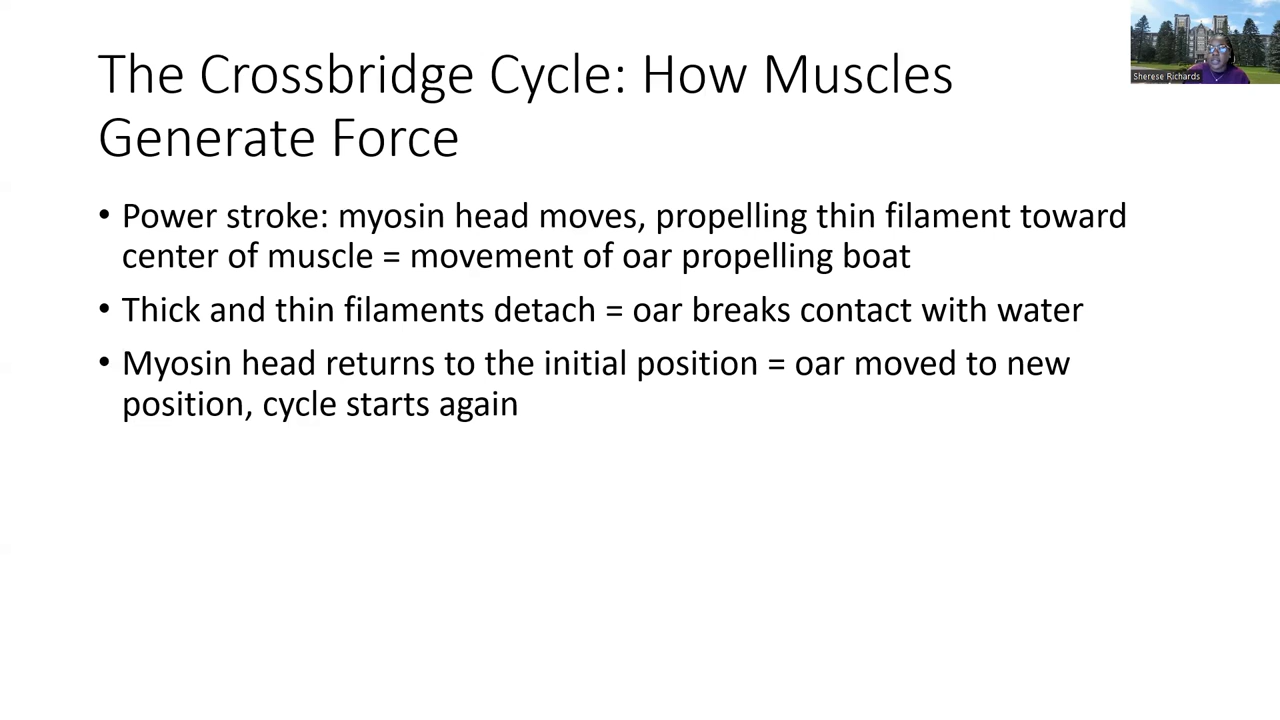 The Crossbridge Cycle: How Muscles
Generate Force
• Power stroke: myosin head moves, propelling thin filament toward
center of muscle = movement of oar propelling boat
• Thick and thin filaments detach = oar breaks contact with water
• Myosin head returns to the initial position = oar moved to new
position, cycle starts again
Sherese Richards